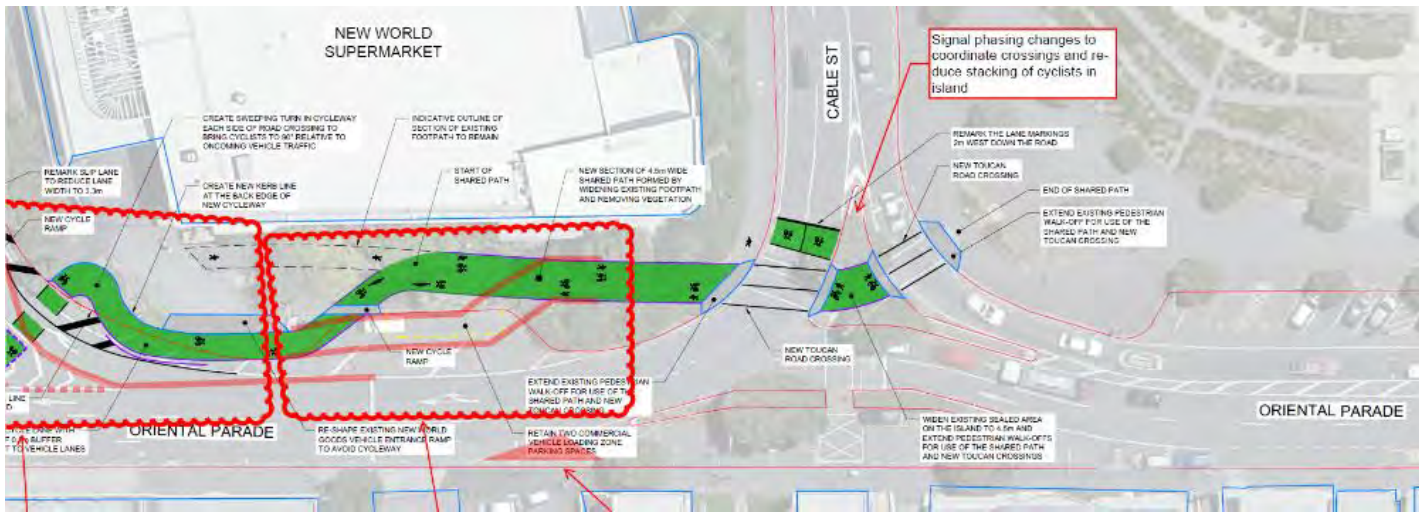 NEW WORLD
SUPERMARKET
CABLE ST
Signal phasing changes to
coordinate crossings and re-
duce stacking of cyclists in
island
CREATE SWEEPING TURN IN CYCLEWAY
EACH SIDE OF ROAD CROSSING TO
BRING CYCLISTS TO 90° RELATIVE TO
ONCOMING VEHICLE TRAFFIC
INDICATIVE OUTLINE OF
SECTION OF EXISTING
FOOTPATH TO REMAIN
REMARK THE LANE MARKINGS
2m WEST DOWN THE ROAD
REMARK SLIP LANE
TO REDUCE LANE
WIDTH TO 3.3m
START OF
SHARED PATH
NEW SECTION OF 4.5m WIDE
SHARED PATH FORMED BY
WIDENING EXISTING FOOTPATH
AND REMOVING VEGETATION
NEW TOUCAN
ROAD CROSSING
CREATE NEW KERB LINE
AT THE BACK EDGE OF
NEW CYCLEWAY
END OF SHARED PATH
NEW CYCLE
RAMP
EXTEND EXISTING PEDESTRIAN
WALK-OFF FOR USE OF THE
SHARED PATH AND NEW
TOUCAN CROSSING
NEW CYCLE
RAMP
NEW TOUCAN
ROAD CROSSING
EXTEND EXISTING PEDESTRIAN
WALK-OFF FOR USE OF THE
SHARED PATH AND NEW
TOUCAN CROSSING
LINE
ORIENTAL PARADE
ORIENTAL PARADE
WIDEN EXISTING SEALED AREA
ON THE ISLAND TO 4.5m AND
EXTEND PEDESTRIAN WALK-OFFS
FOR USE OF THE SHARED PATH
AND NEW TOUCAN CROSSINGS
LANE WITH
BUFFER
T TO VEHICLE LANES
RE-SHAPE EXISTING NEW WORLD
GOODS VEHICLE ENTRANCE RAMP
TO AVOID CYCLEWAY
RETAIN TWO COMMERCIAL
VEHICLE LOADING ZONE
PARKING SPACES